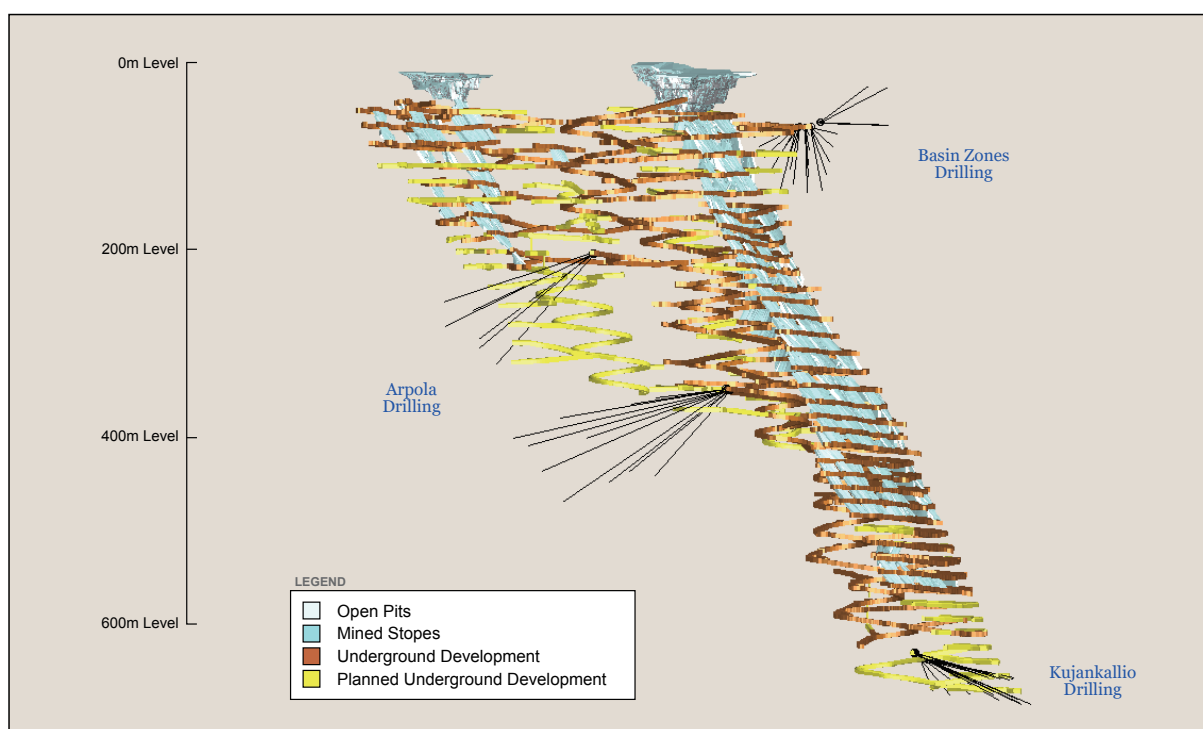 0m Level
Basin Zones
Drilling
200m Level
Arpola
Drilling
400m Level
600m Level
LEGEND
Open Pits
Mined Stopes
Underground Development
Planned Underground Development
Kujankallio
Drilling